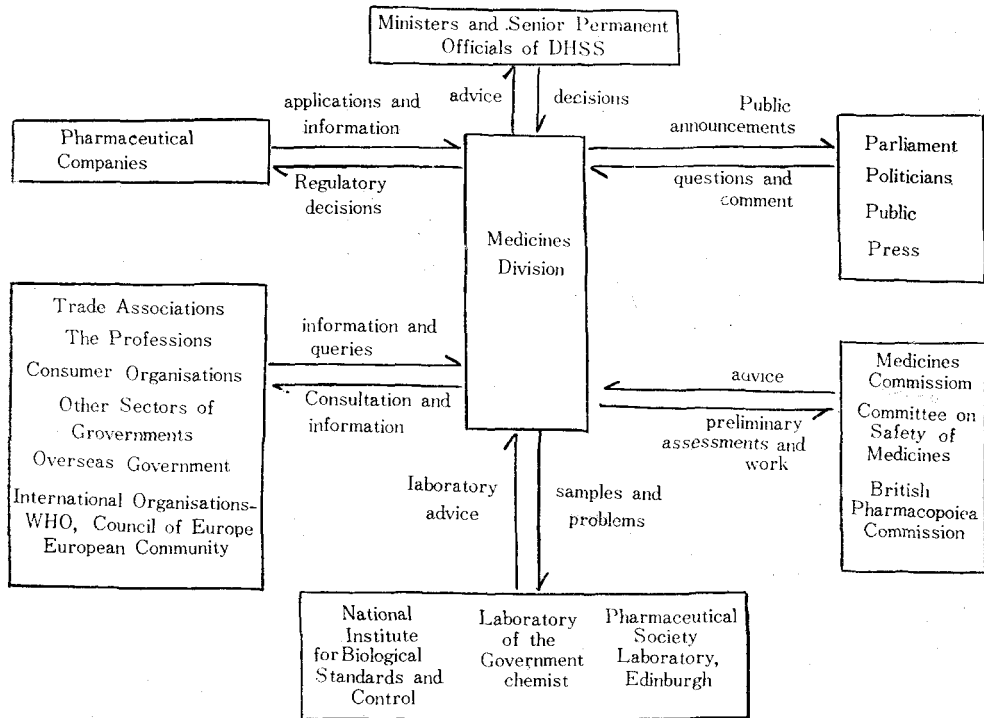 Ministers and Senior Permanent
Officials of DHSS
advice
decisions
applications and
information
Public
announcements
Pharmaceutical
Companies
Regulatory
decisions
questions and
comment
Parliament
Politicians
Public
Press
Medicines
Division
Trade Associations
The Professions
Consumer Organisations
Other Sectors of
Grovernments
Overseas Government
International Organisations-
WHO, Council of Europe
European Community
information and
queries
Consultation and
information
advice
preliminary
assessments and
work
Medicines
Commissiom
Committee on
Safety of
Medicines
British
Pharmacopoica
Commission
laboratory
advice
samples and
problems
National
Institute
for Biological
Standards and
Control
Laboratory
of the
Government
chemist
Pharmaceutical
Society
Laboratory,
Edinburgh